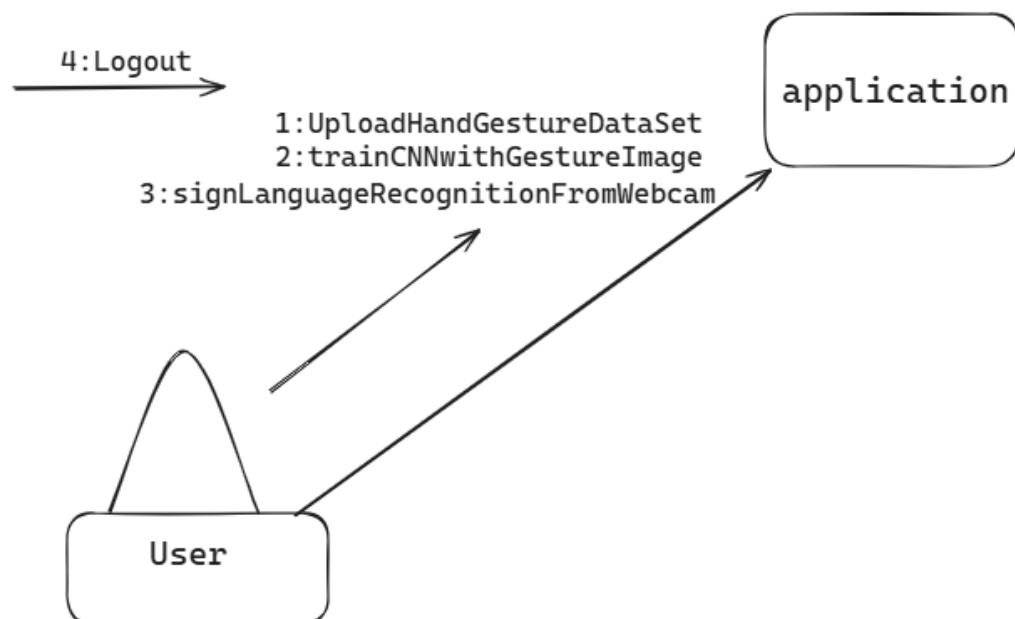 4:Logout
application
1:UploadHandGestureDataSet
2:trainCNNwithGestureImage
3:signLanguageRecognitionFromWebcam
User